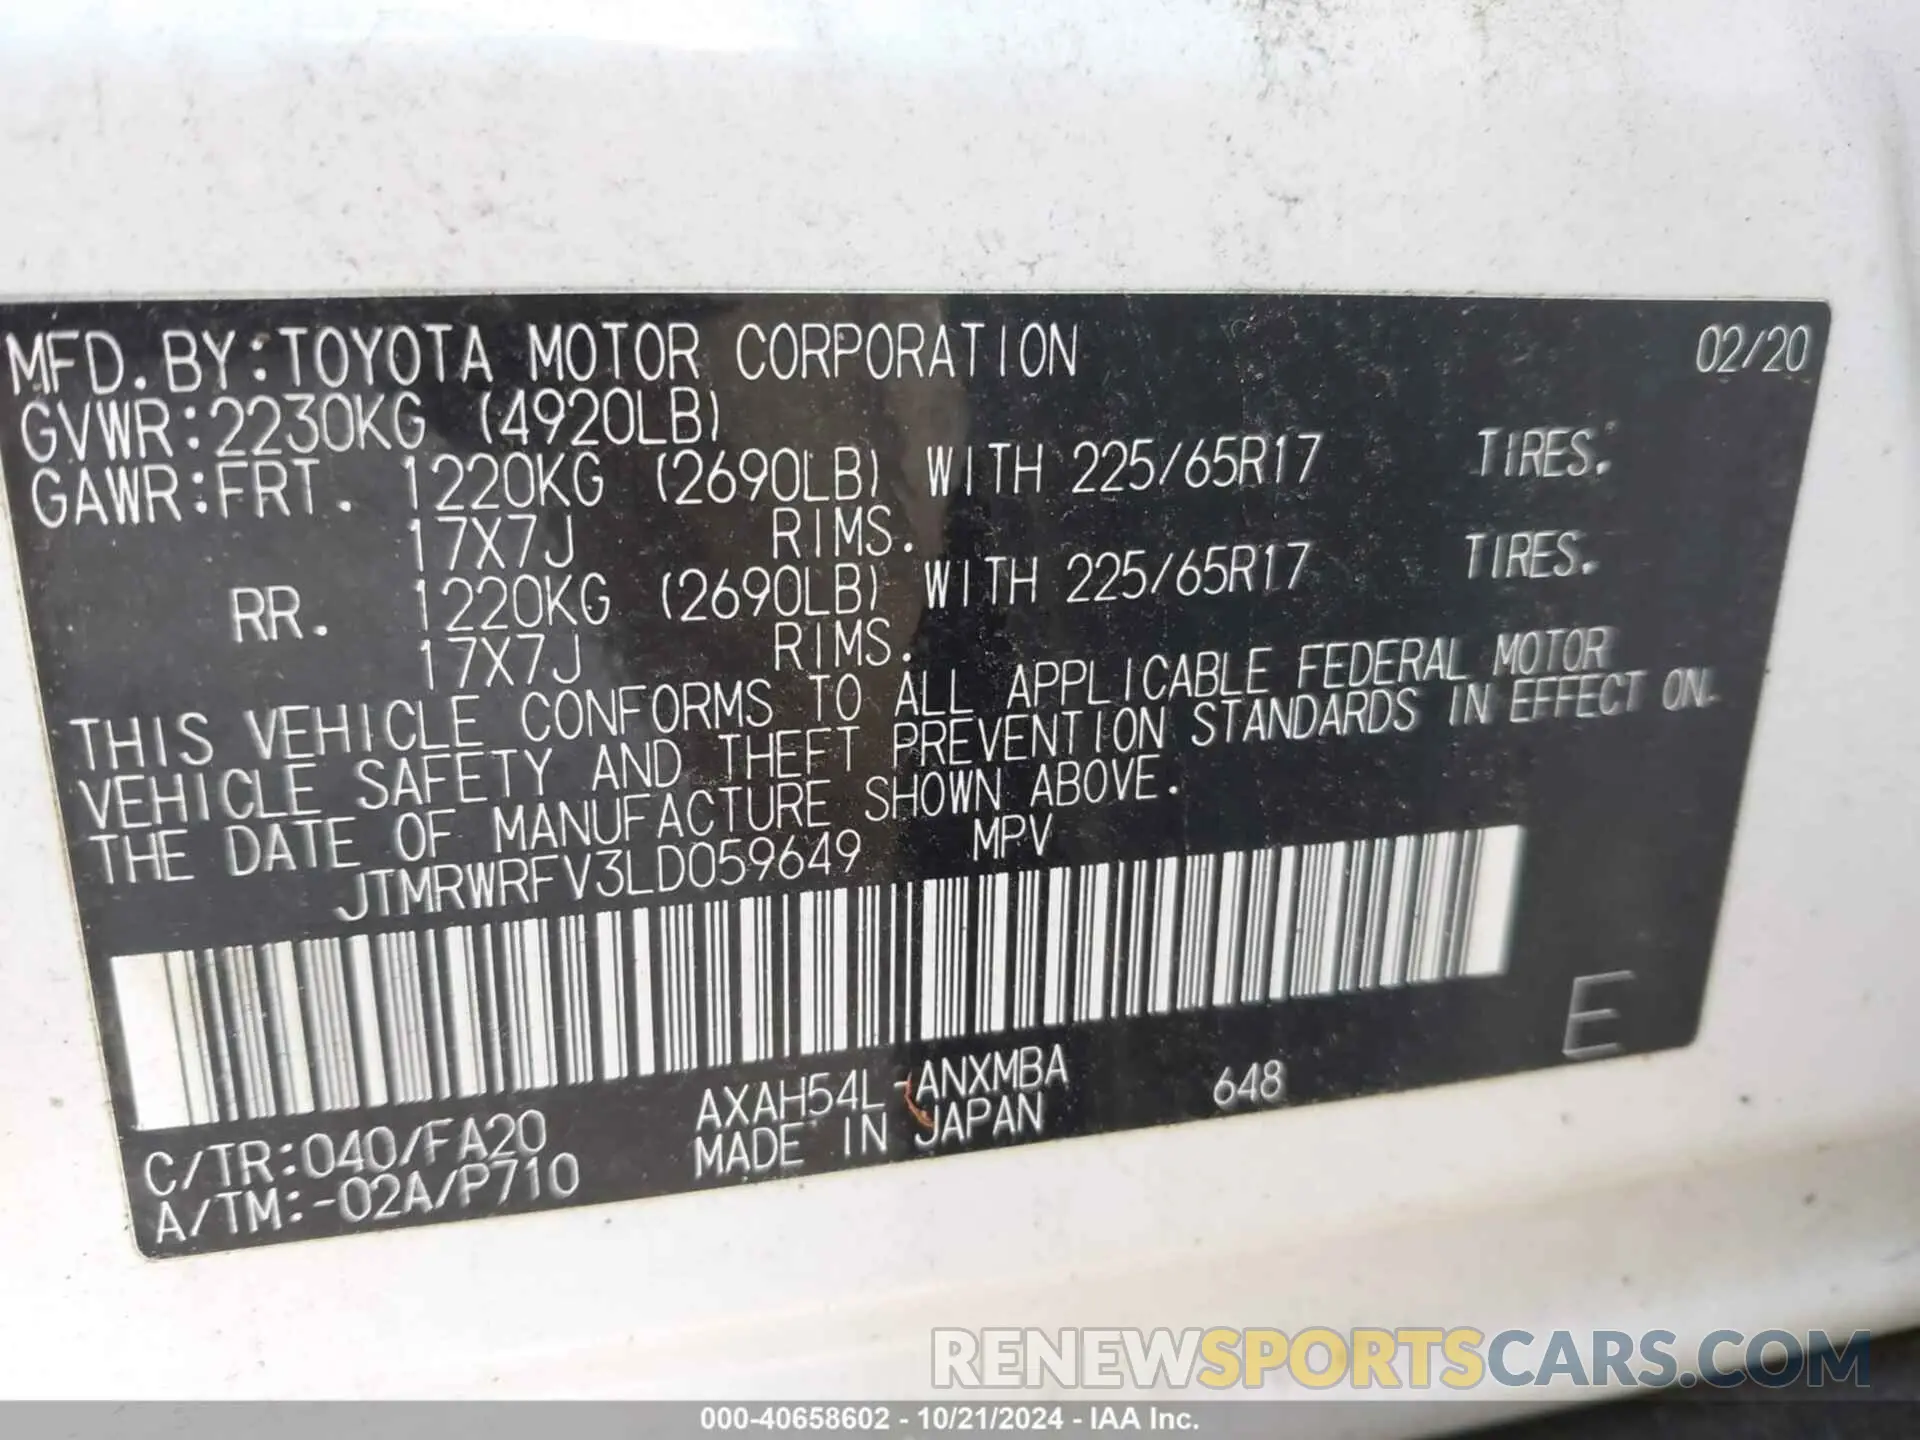 MFD.BY:TOYOTA MOTOR CORPORATION 02/20
GVWR:2230KG (4920LB)
GAWR:FRT. 1220KG (2690LB) WITH 225/65R17 TIRES.
17X7J RIMS.
RR. 1220KG (2690LB) WITH 225/65R17 TIRES.
17X7J RIMS.
THIS VEHICLE CONFORMS TO ALL APPLICABLE FEDERAL MOTOR
VEHICLE SAFETY AND THEFT PREVENTION STANDARDS IN EFFECT ON
THE DATE OF MANUFACTURE SHOWN ABOVE.
JTMRWRFV3LD059649 MPV
E
AXAH54L-ANXMBA 648
C/TR:040/FA20 MADE IN JAPAN
A/TM:-02A/P710
RENEWSPORTSCARS.COM
000-40658602 - 10/21/2024 - IAA Inc.